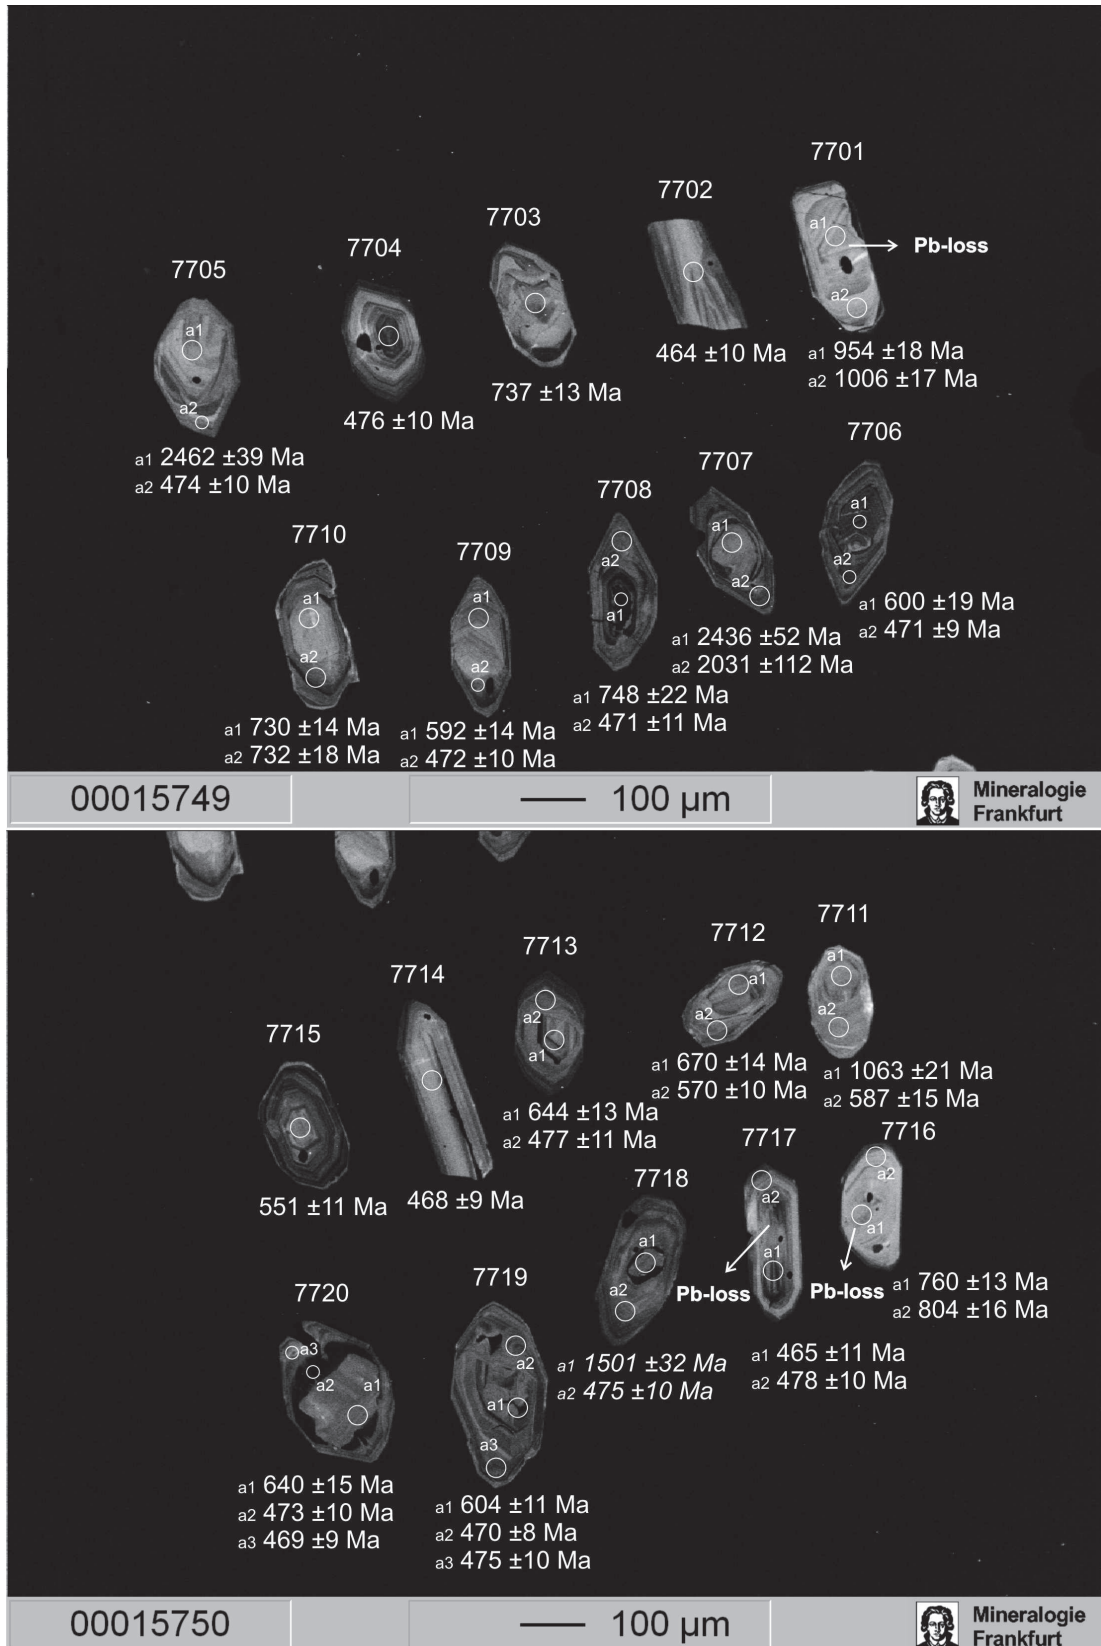 7701
a1
Pb-loss
a2
a1 954 ±18 Ma
a2 1006 ±17 Ma
7702
464 ±10 Ma
7703
737 ±13 Ma
7704
476 ±10 Ma
7705
a1
a2
a1 2462 ±39 Ma
a2 474 ±10 Ma
7706
a1
a2
a1 600 ±19 Ma
a2 471 ±9 Ma
7707
a1
a2
a1 2436 ±52 Ma
a2 2031 ±112 Ma
7708
a2
a1
a1 748 ±22 Ma
a2 471 ±11 Ma
7709
a1
a2
a1 592 ±14 Ma
a2 472 ±10 Ma
7710
a1
a2
a1 730 ±14 Ma
a2 732 ±18 Ma
00015749
100 µm
Mineralogie
Frankfurt
7711
a1
a2
a1 1063 ±21 Ma
a2 587 ±15 Ma
7712
a1
a2
a1 670 ±14 Ma
a2 570 ±10 Ma
7713
a2
a1
a1 644 ±13 Ma
a2 477 ±11 Ma
7714
468 ±9 Ma
7715
551 ±11 Ma
7716
a2
a1
Pb-loss
a1 760 ±13 Ma
a2 804 ±16 Ma
7717
a2
a1
Pb-loss
a1 465 ±11 Ma
a2 478 ±10 Ma
7718
a1
a2
a1 1501 ±32 Ma
a2 475 ±10 Ma
7719
a2
a1
a3
a1 604 ±11 Ma
a2 470 ±8 Ma
a3 475 ±10 Ma
7720
a3
a2
a1
a1 640 ±15 Ma
a2 473 ±10 Ma
a3 469 ±9 Ma
00015750
100 µm
Mineralogie
Frankfurt